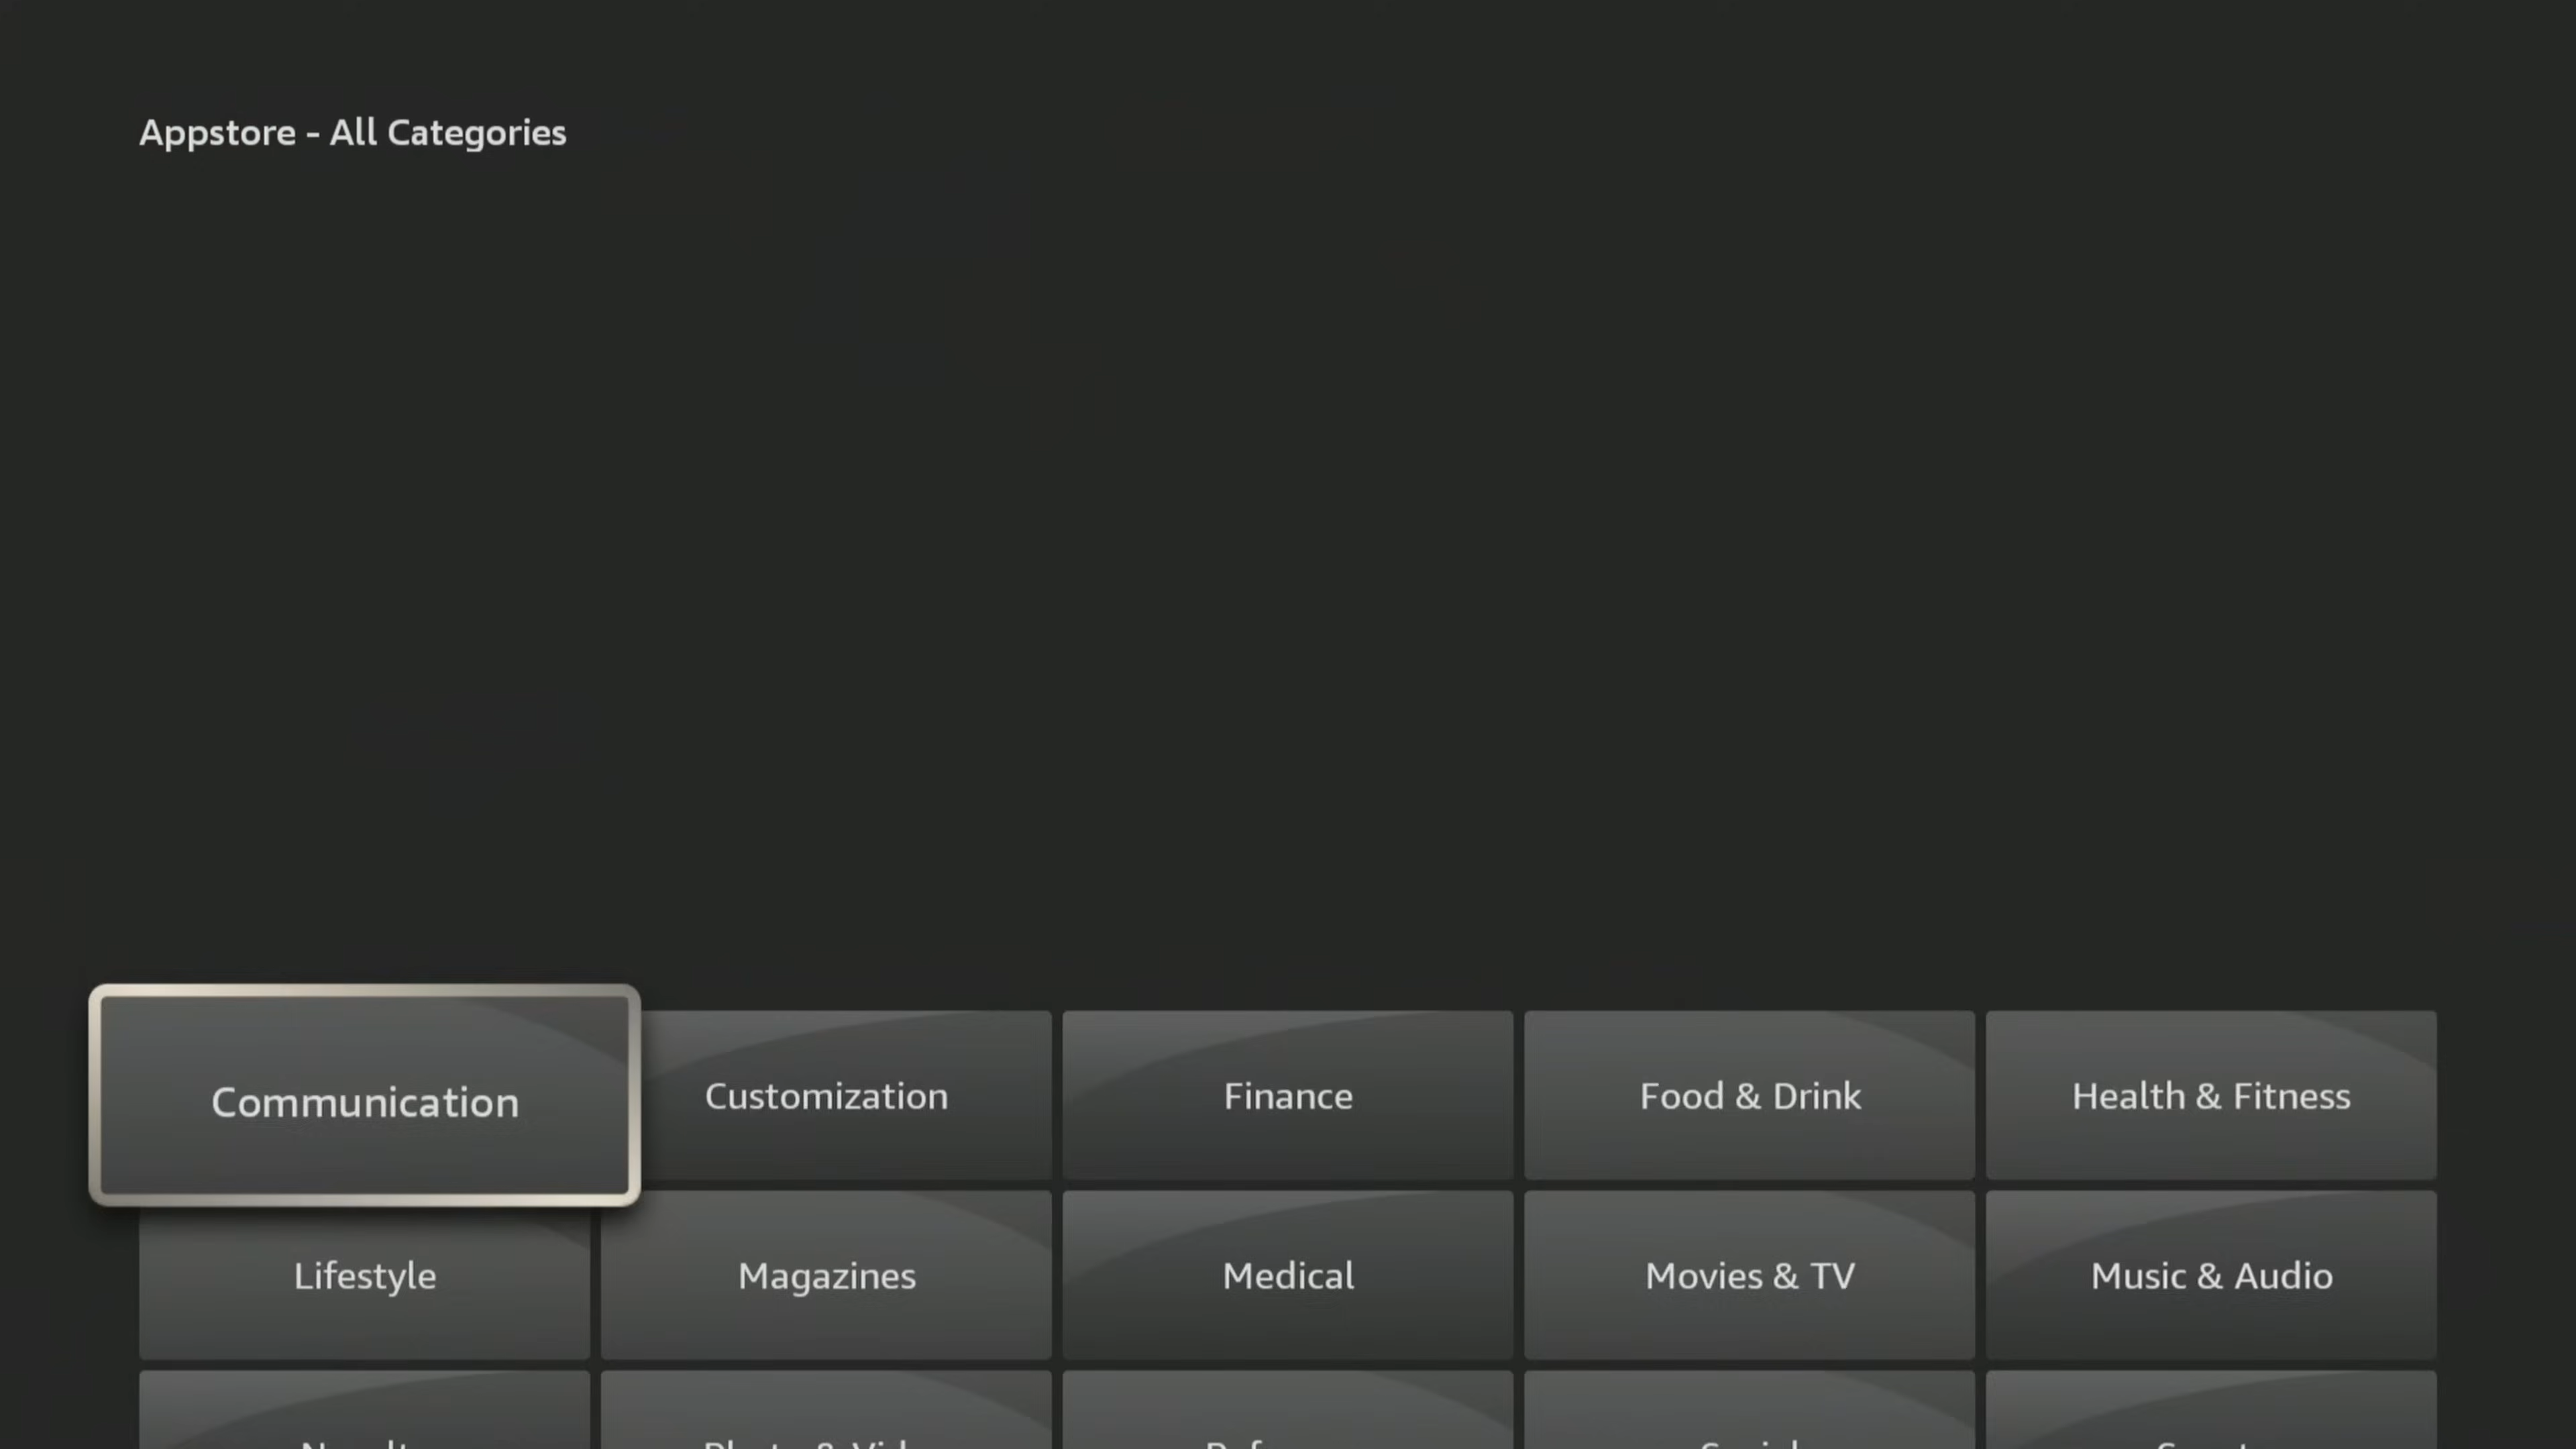 Appstore - All Categories
Communication
Customization
Finance
Food & Drink
Health & Fitness
Lifestyle
Magazines
Medical
Movies & TV
Music & Audio